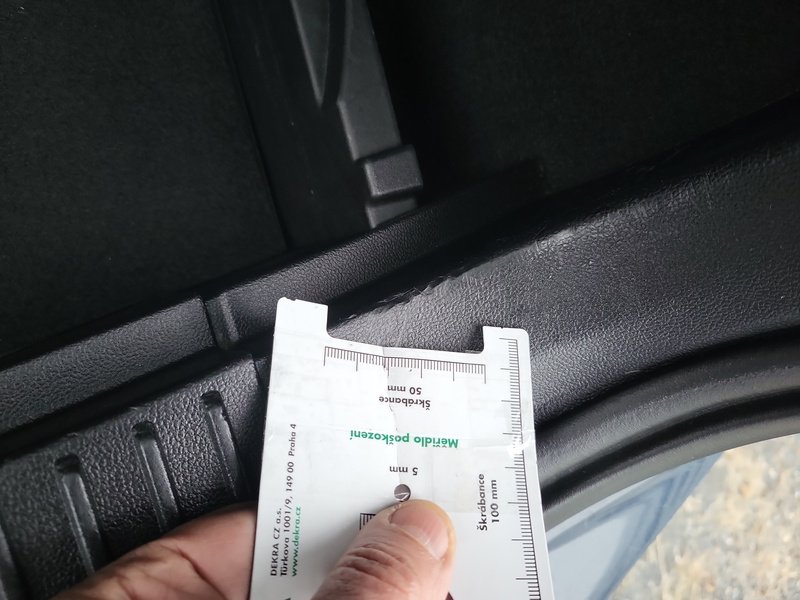 Měřidlo poškození
Škrábance
50 mm
5 mm
Škrábance
100 mm
DEKRA CZ a.s.
Türkova 1001/9, 149 00 Praha 4
www.dekra.cz